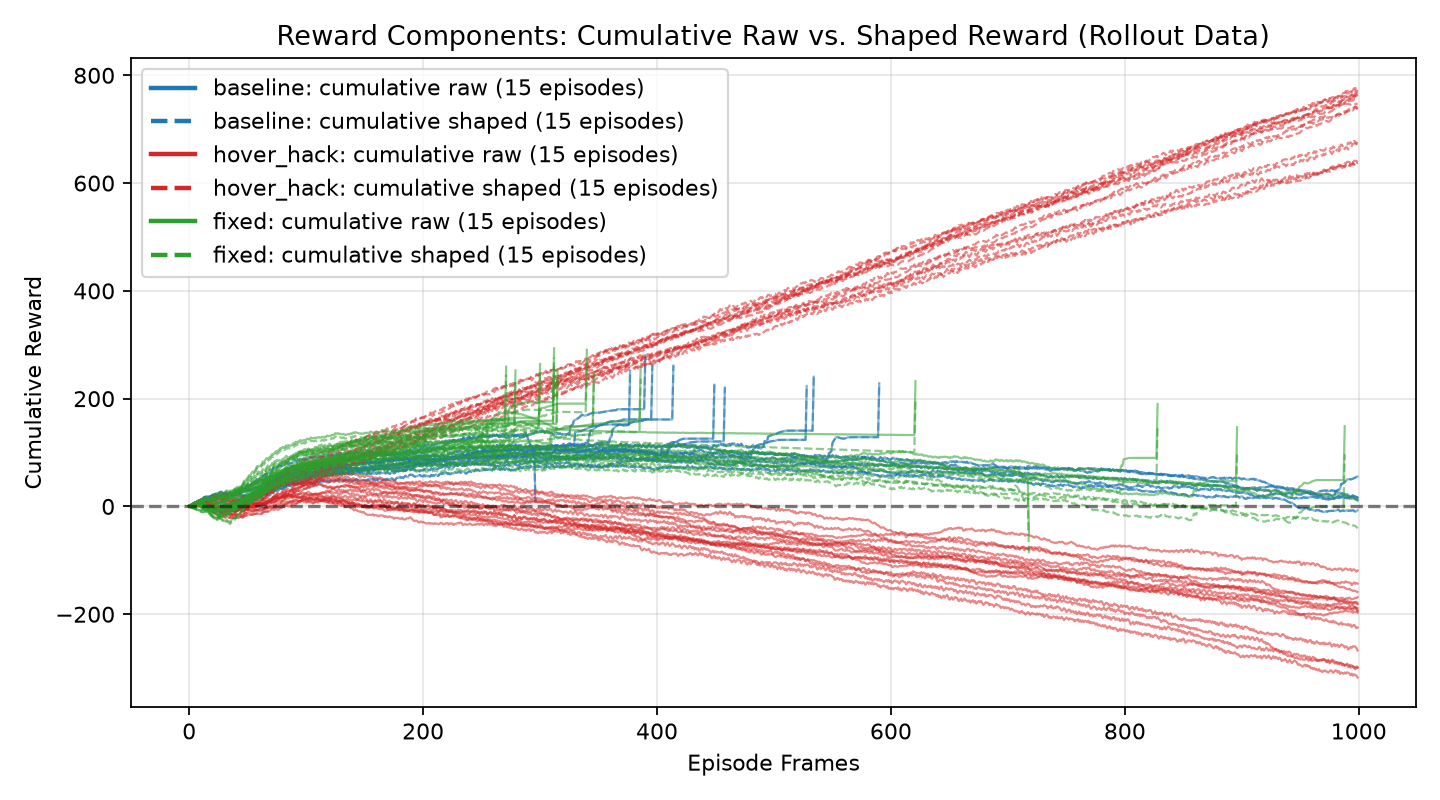 Reward Components: Cumulative Raw vs. Shaped Reward (Rollout Data)
800
600
400
200
0
−200
Cumulative Reward
baseline: cumulative raw (15 episodes)
baseline: cumulative shaped (15 episodes)
hover_hack: cumulative raw (15 episodes)
hover_hack: cumulative shaped (15 episodes)
fixed: cumulative raw (15 episodes)
fixed: cumulative shaped (15 episodes)
0
200
400
600
800
1000
Episode Frames